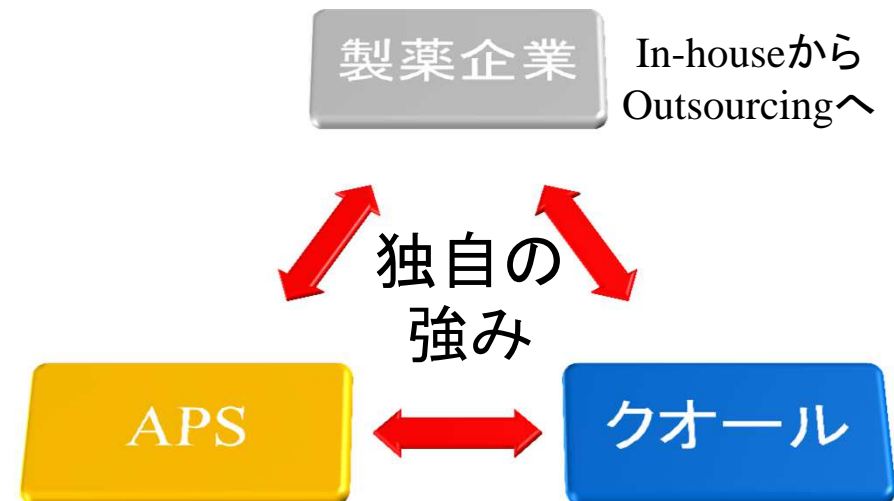 製薬企業
In-houseから
Outsourcingへ
独自の
強み
APS
クオール